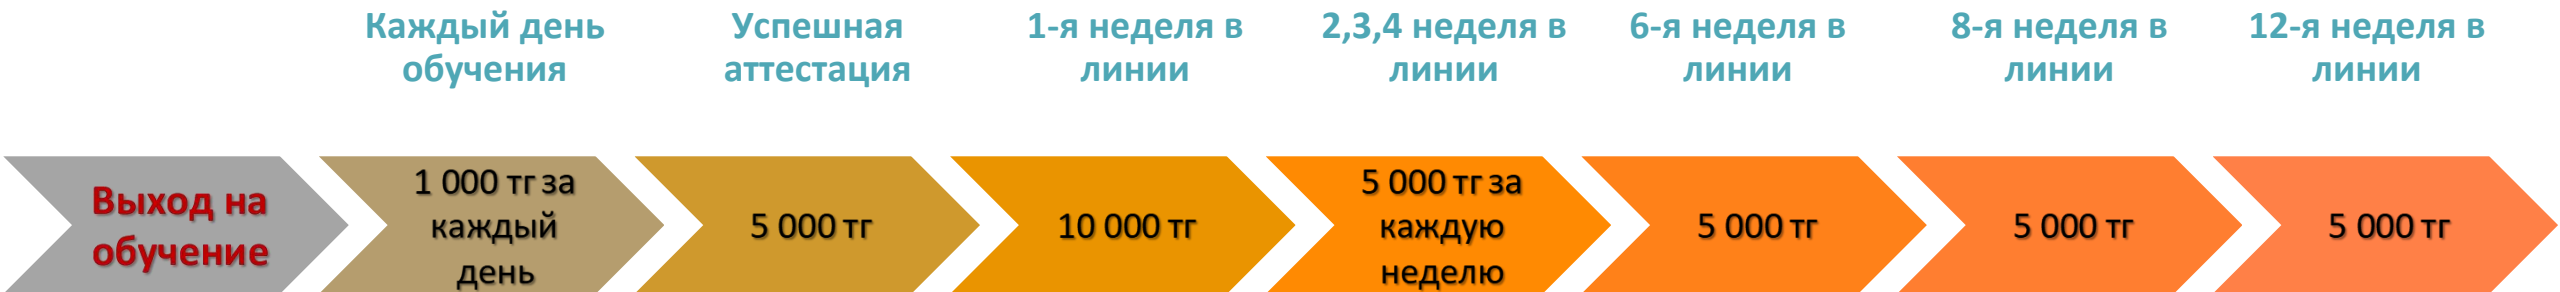 Каждый день
обучения
Успешная
аттестация
1-я неделя в
линии
2,3,4 неделя в
линии
6-я неделя в
линии
8-я неделя в
линии
12-я неделя в
линии
Выход на
обучение
1 000 тг за
каждый
день
5 000 тг
10 000 тг
5 000 тг за
каждую
неделю
5 000 тг
5 000 тг
5 000 тг